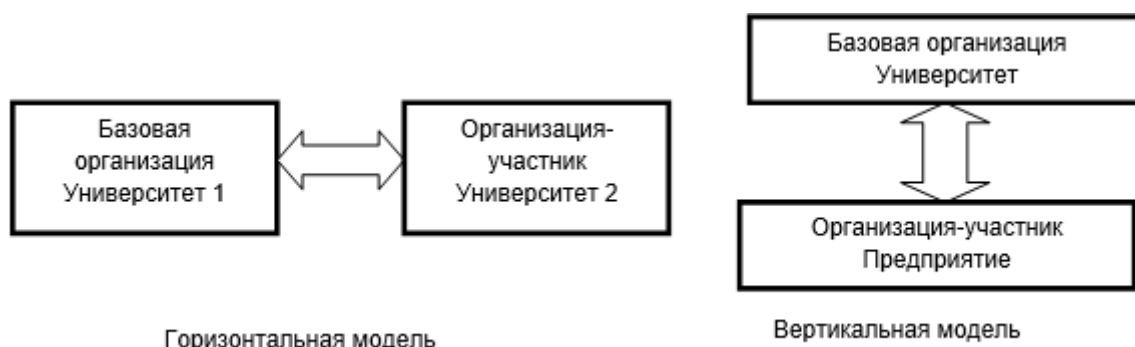 Базовая
организация
Университет 1
Организация-
участник
Университет 2
Горизонтальная модель
Базовая организация
Университет
Организация-участник
Предприятие
Вертикальная модель